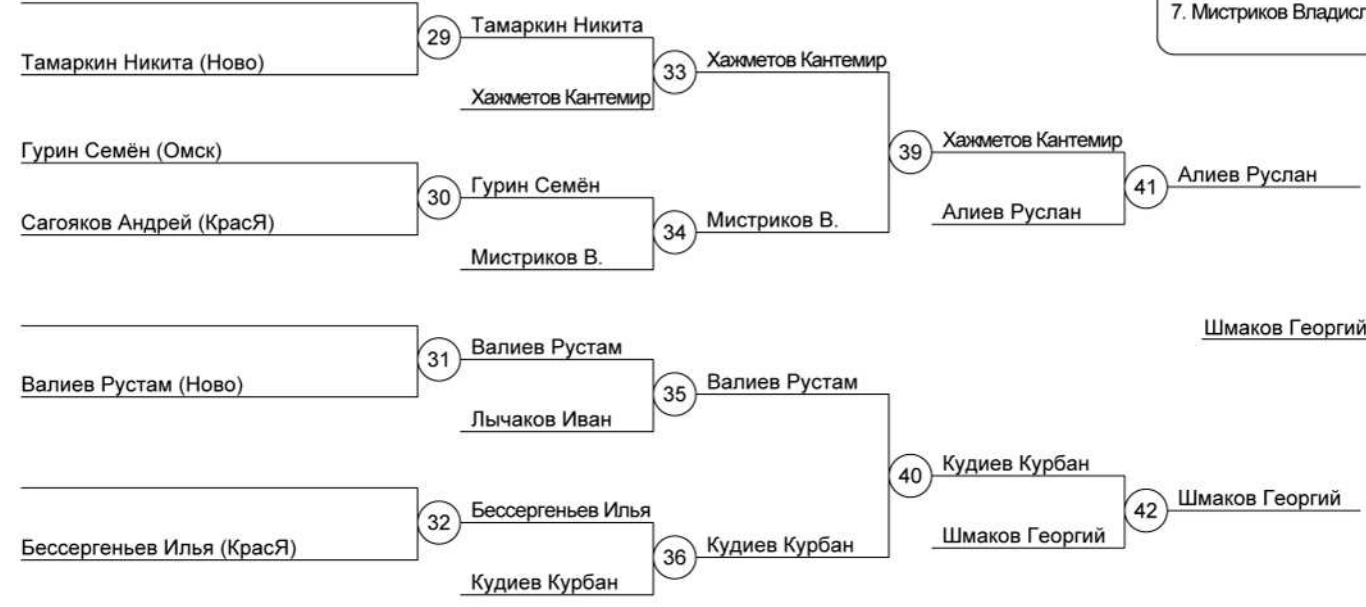 7. Мистриков Владисл
29
Тамаркин Никита
Тамаркин Никита (Ново)
33
Хажметов Кантемир
Хажметов Кантемир
Гурин Семён (Омск)
39
Хажметов Кантемир
30
Гурин Семён
41
Алиев Руслан
Сагояков Андрей (КрасЯ)
34
Мистриков В.
Алиев Руслан
Мистриков В.
Шмаков Георгий
31
Валиев Рустам
Валиев Рустам (Ново)
35
Валиев Рустам
Лычаков Иван
40
Кудиев Курбан
32
Бессергеньев Илья
42
Шмаков Георгий
Бессергеньев Илья (КрасЯ)
36
Кудиев Курбан
Шмаков Георгий
Кудиев Курбан